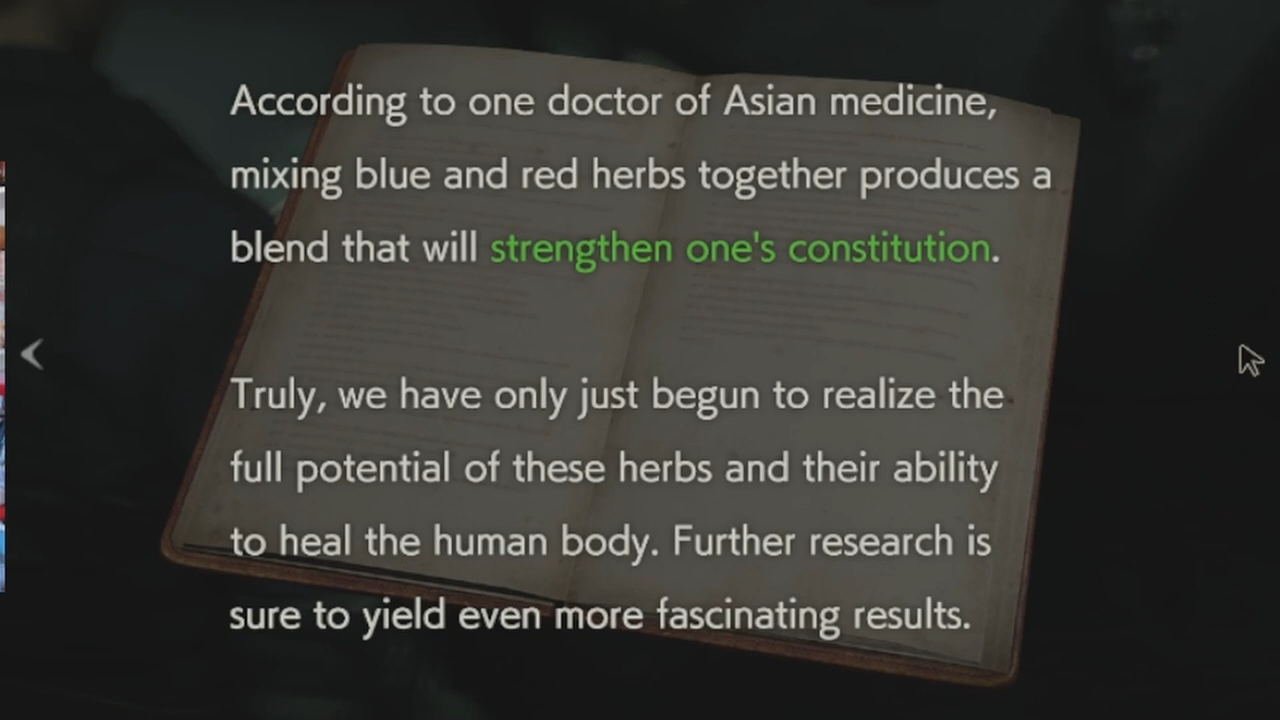 According to one doctor of Asian medicine,
mixing blue and red herbs together produces a
blend that will strengthen one's constitution.
Truly, we have only just begun to realize the
full potential of these herbs and their ability
to heal the human body. Further research is
sure to yield even more fascinating results.